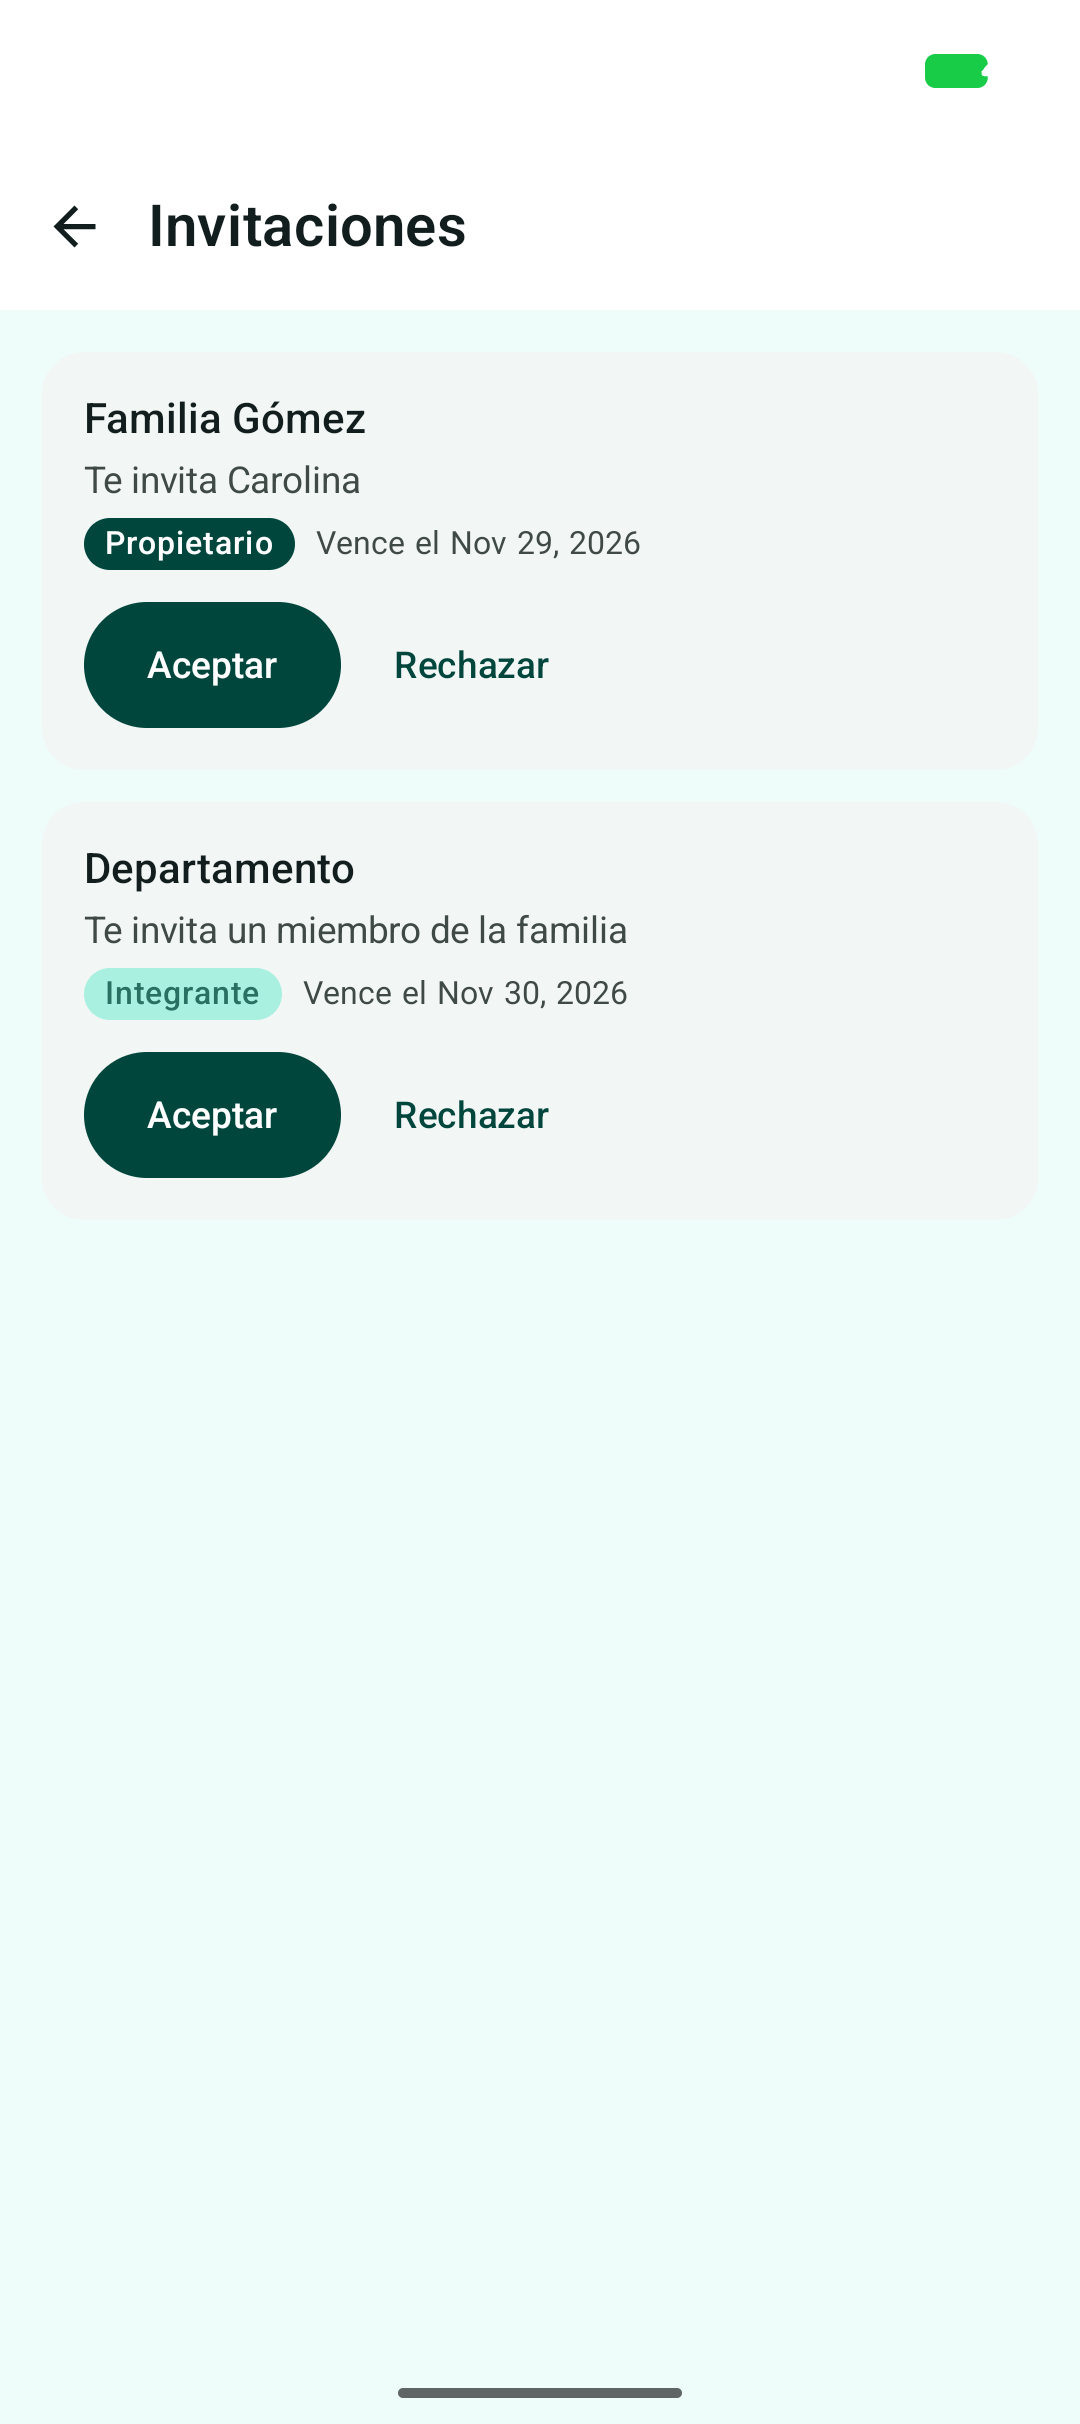 Invitaciones
Familia Gómez
Te invita Carolina
Propietario Vence el Nov 29, 2026
Aceptar Rechazar
Departamento
Te invita un miembro de la familia
Integrante Vence el Nov 30, 2026
Aceptar Rechazar